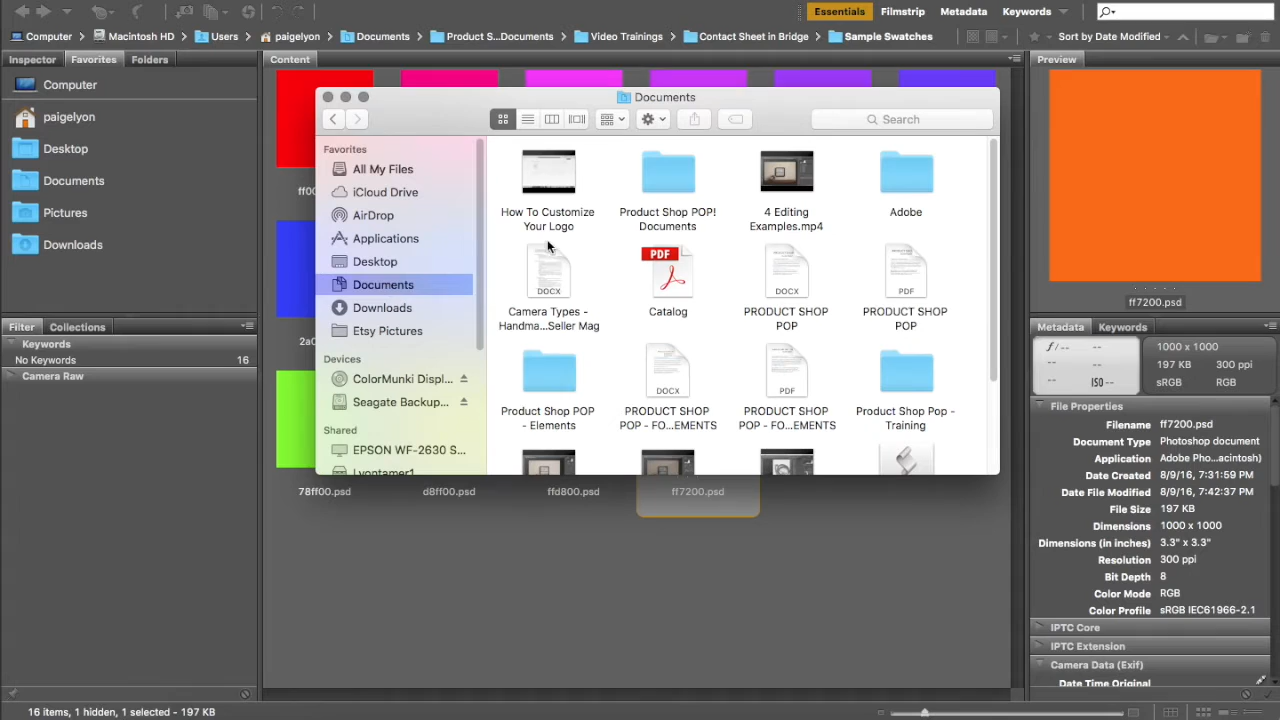 Essentials Filmstrip Metadata Keywords
Computer Macintosh HD Users paigelyon Documents Product S...Documents Video Trainings Contact Sheet in Bridge Sample Swatches Sort by Date Modified
Inspector Favorites Folders
Computer
paigelyon
Desktop
Documents
Pictures
Downloads
Filter Collections
Keywords
No Keywords 16
Camera Raw
Content
Documents
Search
Favorites
All My Files
iCloud Drive
AirDrop
Applications
Desktop
Documents
Downloads
Etsy Pictures
Devices
ColorMunki Displ...
Seagate Backup...
Shared
EPSON WF-2630 S...
Lyontamer1
How To Customize
Your Logo
Product Shop POP!
Documents
4 Editing
Examples.mp4
Adobe
DOCX
Camera Types -
Handma...Seller Mag
PDF
Catalog
DOCX
PRODUCT SHOP
POP
PDF
PRODUCT SHOP
POP
Product Shop POP
- Elements
DOCX
PRODUCT SHOP
POP - FO...EMENTS
PDF
PRODUCT SHOP
POP - FO...EMENTS
Product Shop Pop -
Training
78ff00.psd d8ff00.psd ffd800.psd ff7200.psd
Preview
ff7200.psd
Metadata Keywords
f/-- --
-- --
-- ISO --
1000 x 1000
197 KB 300 ppi
sRGB RGB
File Properties
Filename ff7200.psd
Document Type Photoshop document
Application Adobe Pho...acintosh)
Date Created 8/9/16, 7:31:59 PM
Date File Modified 8/9/16, 7:42:37 PM
File Size 197 KB
Dimensions 1000 x 1000
Dimensions (in inches) 3.3" x 3.3"
Resolution 300 ppi
Bit Depth 8
Color Mode RGB
Color Profile sRGB IEC61966-2.1
IPTC Core
IPTC Extension
Camera Data (Exif)
Date Time Original
16 items, 1 hidden, 1 selected - 197 KB